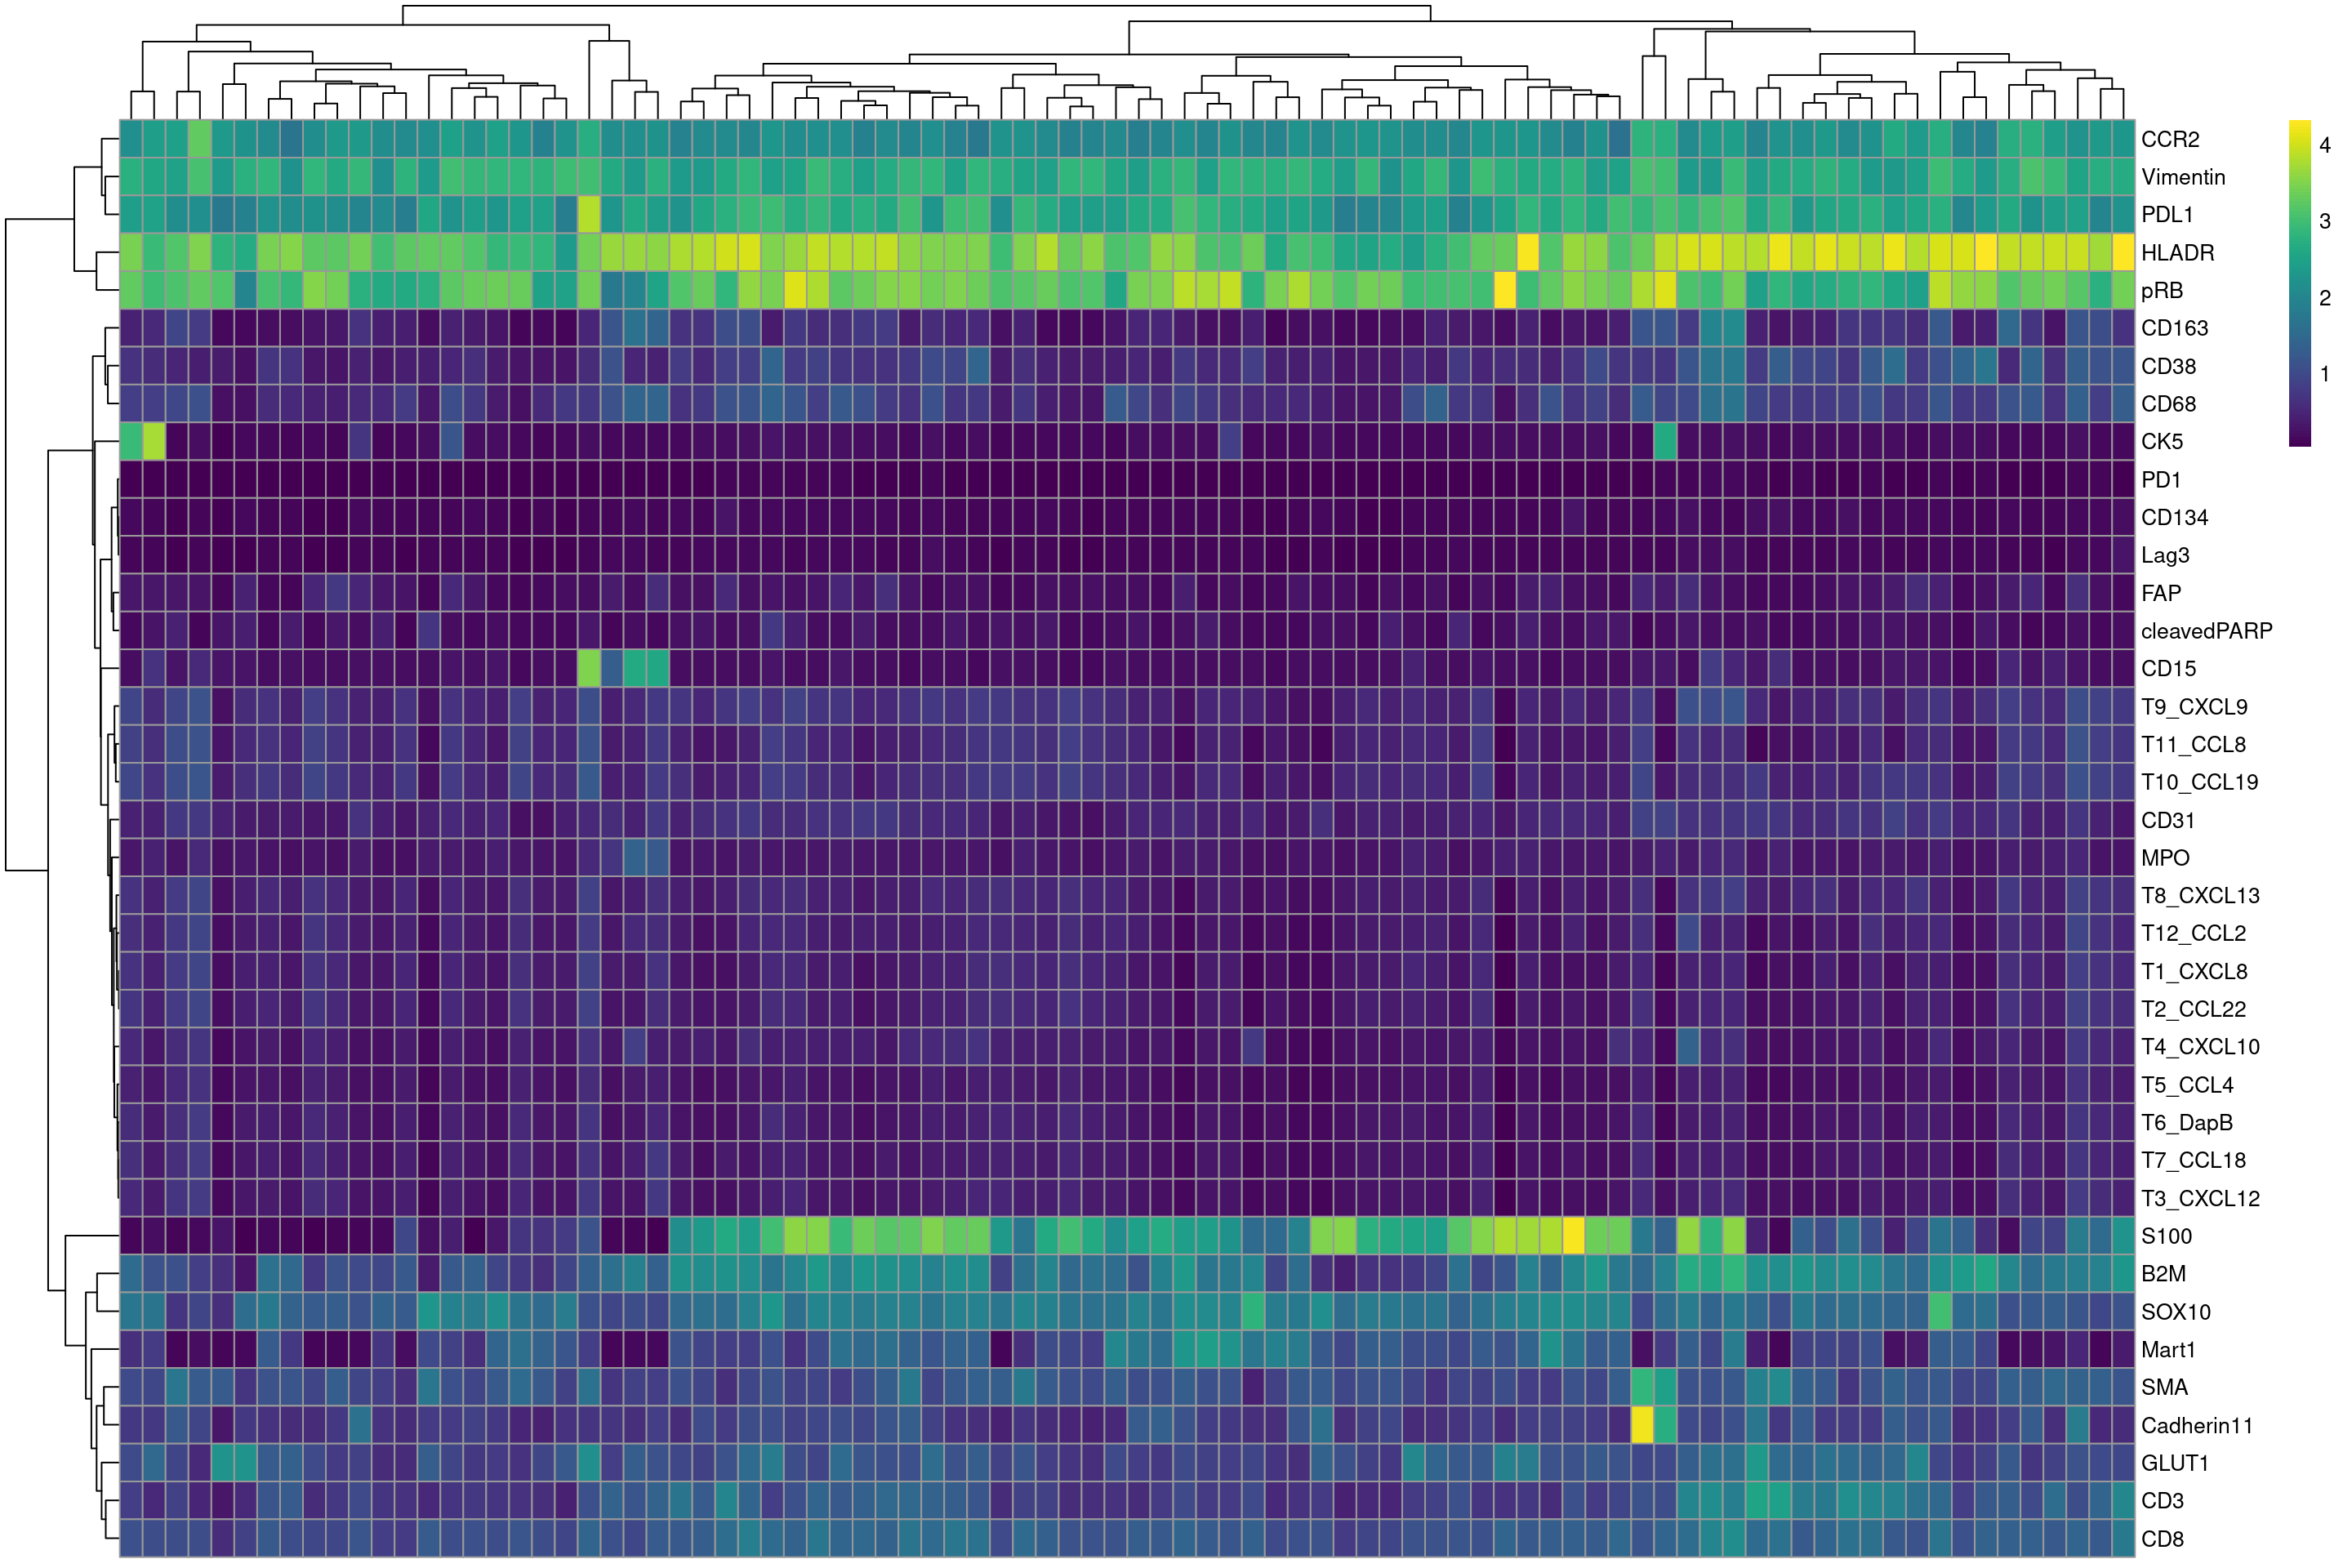 CCR2
4
Vimentin
PDL1
3
HLADR
pRB
2
CD163
CD38
1
CD68
CK5
PD1
CD134
Lag3
FAP
cleavedPARP
CD15
T9_CXCL9
T11_CCL8
T10_CCL19
CD31
MPO
T8_CXCL13
T12_CCL2
T1_CXCL8
T2_CCL22
T4_CXCL10
T5_CCL4
T6_DapB
T7_CCL18
T3_CXCL12
S100
B2M
SOX10
Mart1
SMA
Cadherin11
GLUT1
CD3
CD8